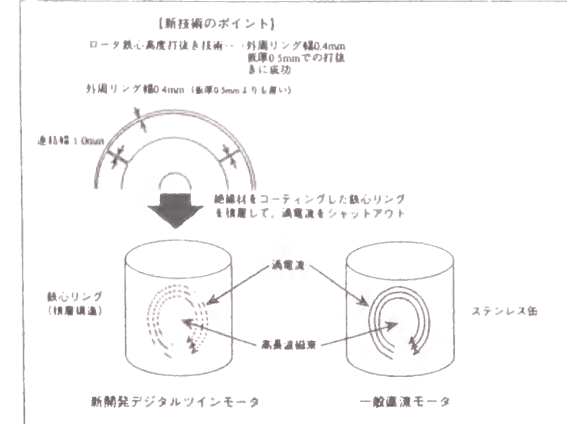 【新技術のポイント】
ロータ鉄心高度打抜き技術‥‥外周リング幅0.4mm
板厚0.5mmでの打抜
きに成功
外周リング幅0.4mm(板厚0.5mmよりも薄い)
連結幅1.0mm
絶縁材をコーティングした鉄心リング
を積層して、渦電流をシャットアウト
渦電流
鉄心リング
(積層構造)
ステンレス缶
高長波磁束
新開発デジタルツインモータ
一般直流モータ